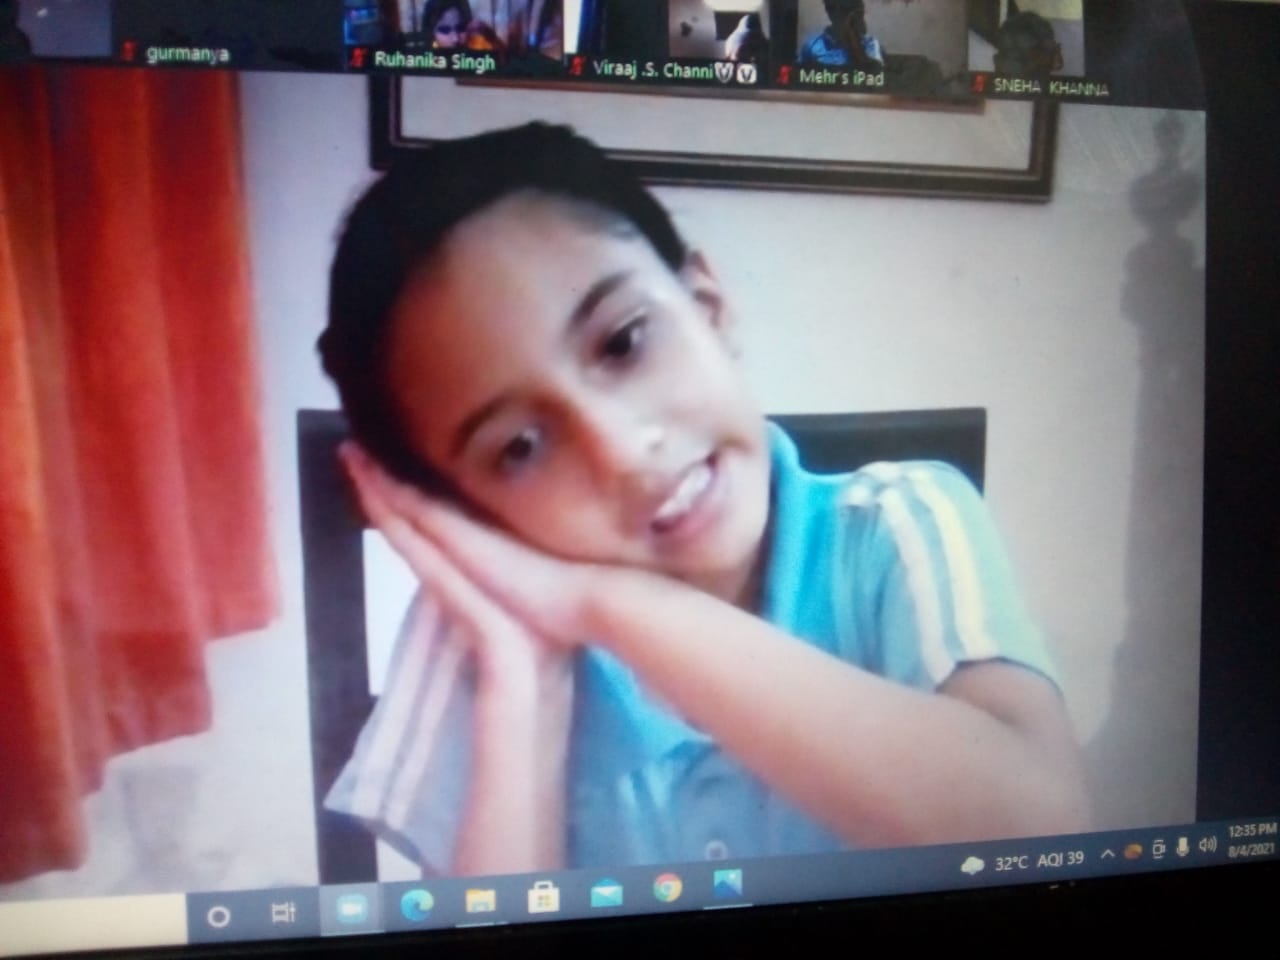 gurmanya
Ruhanika Singh
Viraaj .S. Channi
Mehr's iPad
SNEHA KHANNA
32°C AQI 39
12:35 PM
8/4/2021